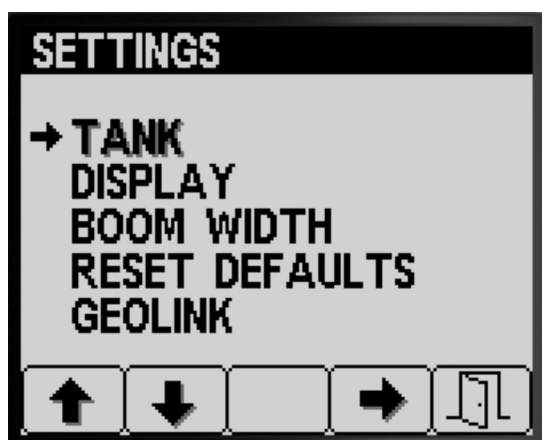 SETTINGS
TANK
DISPLAY
BOOM WIDTH
RESET DEFAULTS
GEOLINK